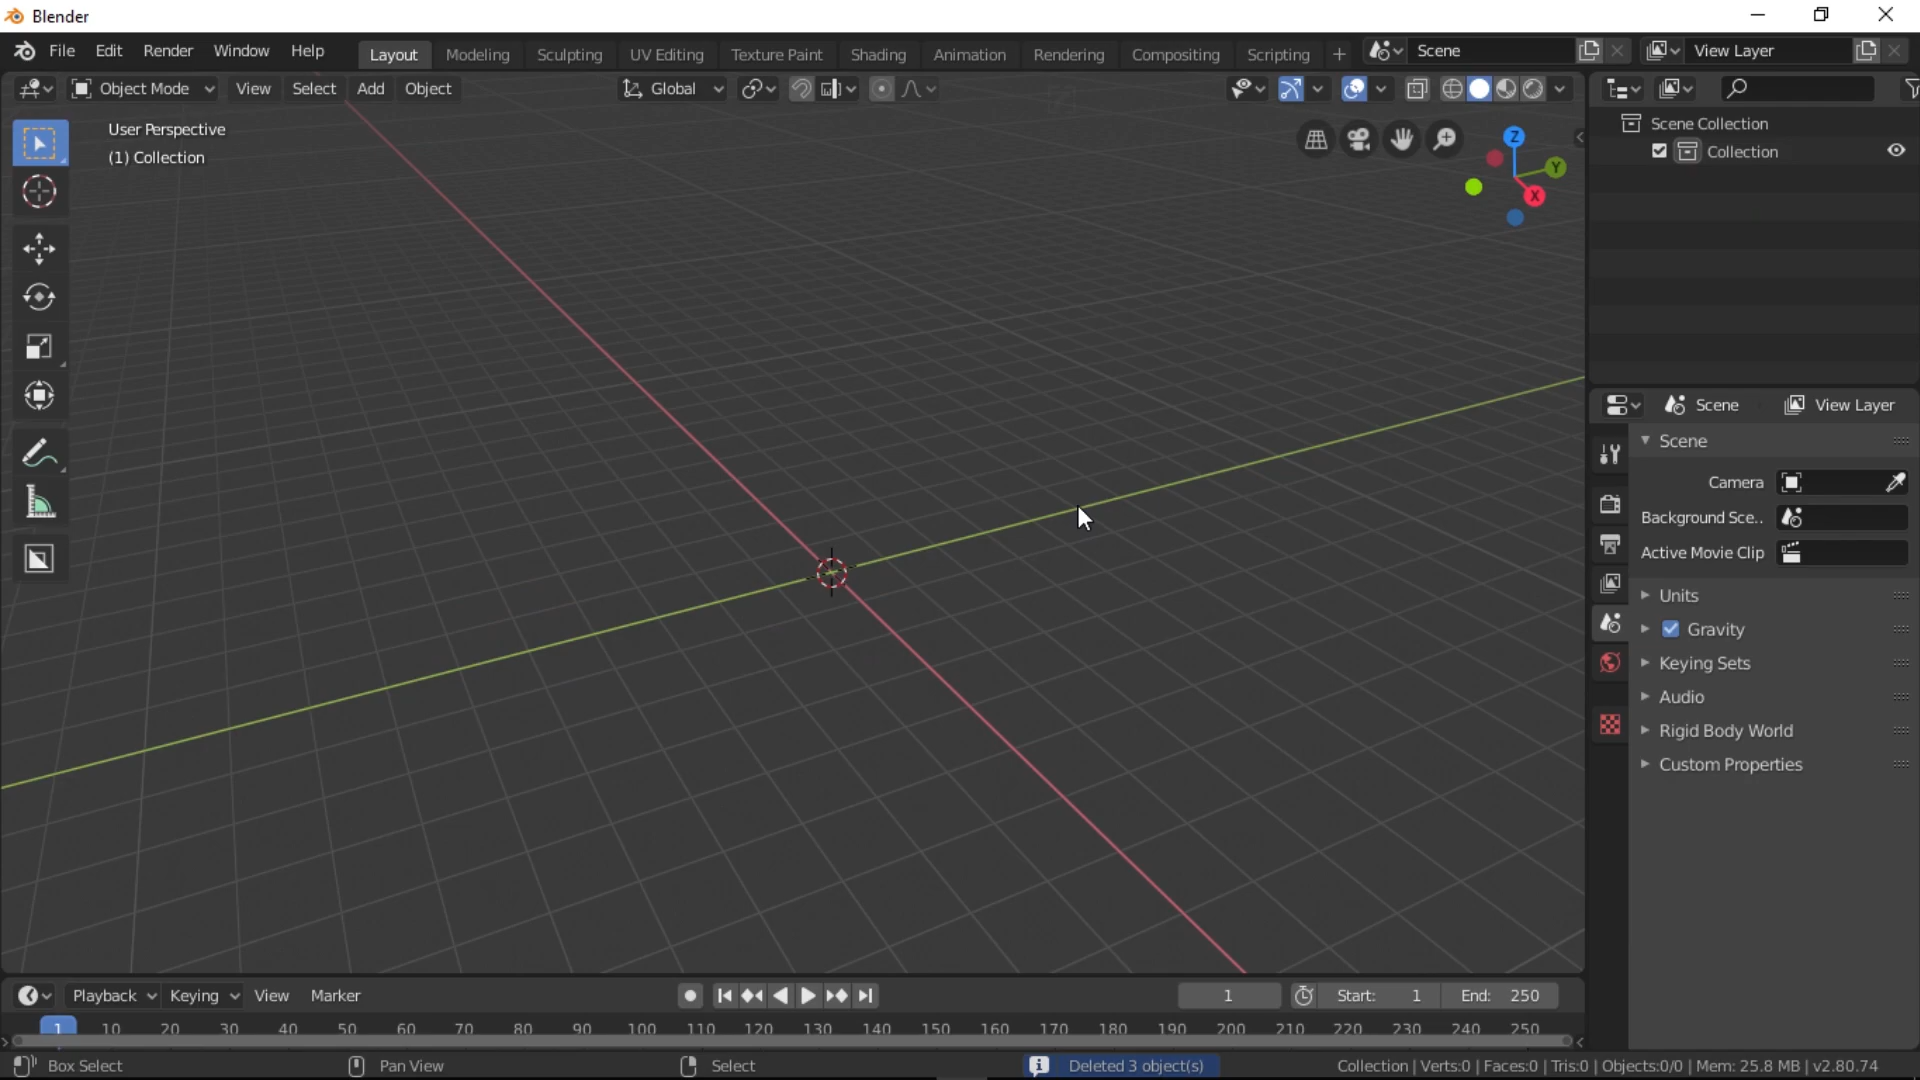 Blender
File Edit Render Window Help Layout Modeling Sculpting UV Editing Texture Paint Shading Animation Rendering Compositing Scripting + Scene View Layer
Object Mode View Select Add Object Global
User Perspective
(1) Collection
Z
Y
X
Scene Collection
Collection
Scene View Layer
Scene
Camera
Background Sce..
Active Movie Clip
Units
Gravity
Keying Sets
Audio
Rigid Body World
Custom Properties
Playback Keying View Marker 1 Start: 1 End: 250
1 10 20 30 40 50 60 70 80 90 100 110 120 130 140 150 160 170 180 190 200 210 220 230 240 250
Box Select Pan View Select Deleted 3 object(s) Collection | Verts:0 | Faces:0 | Tris:0 | Objects:0/0 | Mem: 25.8 MB | v2.80.74